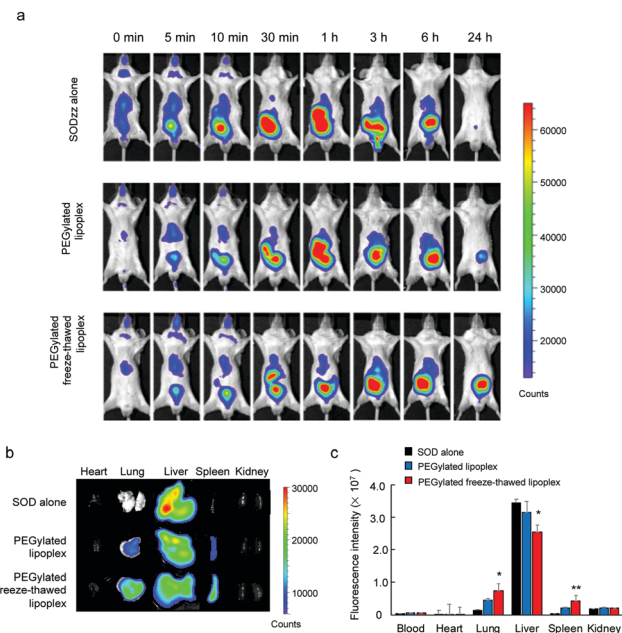 a
0 min 5 min 10 min 30 min 1 h 3 h 6 h 24 h
SODzz alone
PEGylated
lipoplex
PEGylated
freeze-thawed
lipoplex
60000
50000
40000
30000
20000
Counts
b
Heart Lung Liver Spleen Kidney
SOD alone
PEGylated
lipoplex
PEGylated
reeze-thawed
lipoplex
30000
20000
10000
Counts
c
SOD alone
PEGylated lipoplex
PEGylated freeze-thawed lipoplex
Fluorescence intensity (× 10⁷)
4.0
3.0
2.0
1.0
0
*
*
**
Blood Heart Lung Liver Spleen Kidney